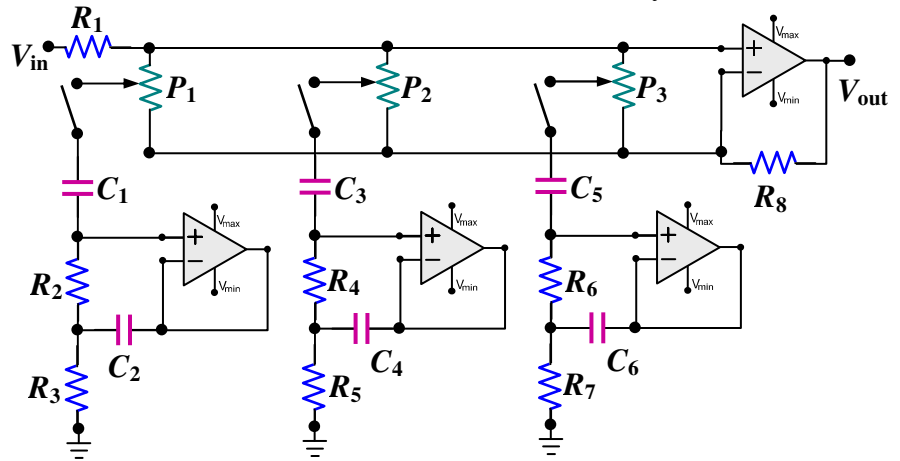 R1
Vin
P1
P2
P3
+
−
Vmax
Vmin
Vout
R8
C1
C3
C5
+
−
Vmax
Vmin
+
−
Vmax
Vmin
+
−
Vmax
Vmin
R2
R4
R6
C2
C4
C6
R3
R5
R7